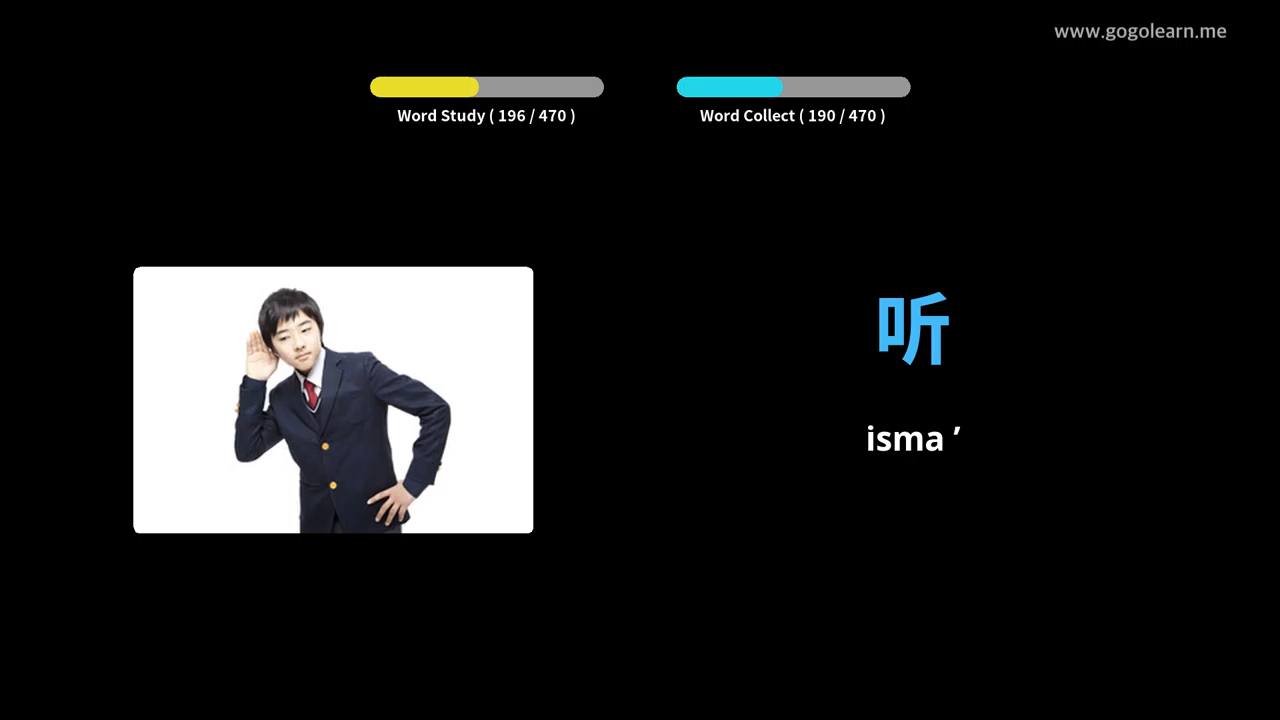 www.gogolearn.me
Word Study ( 196 / 470 )
Word Collect ( 190 / 470 )
听
isma ’